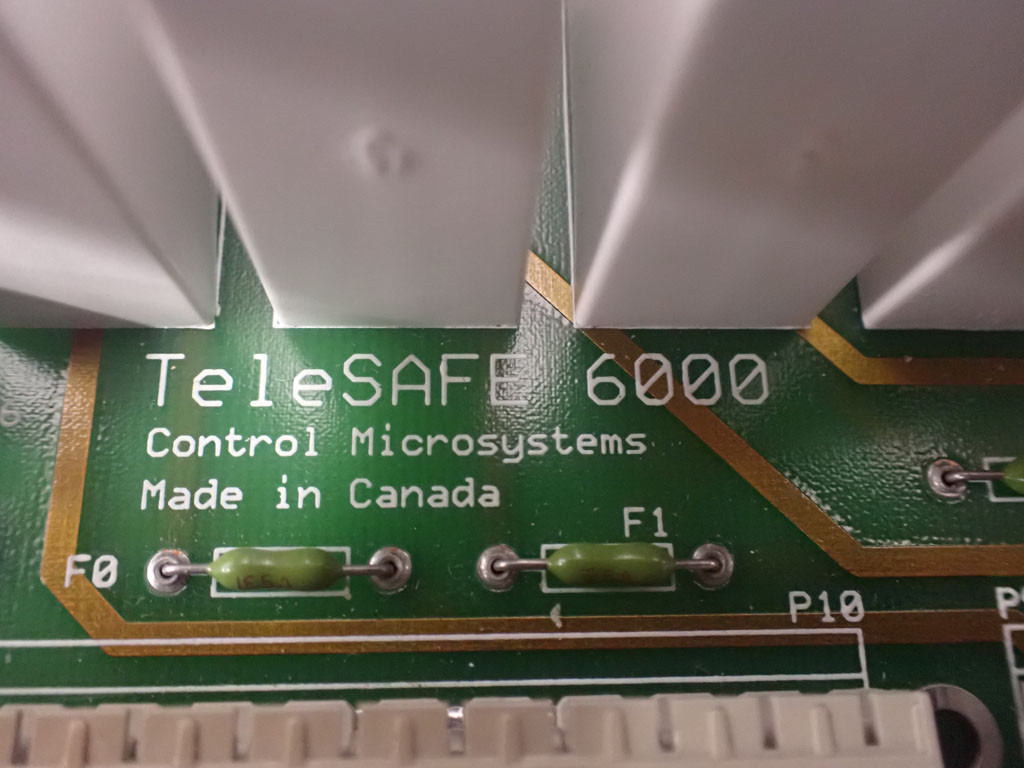 TeleSAFE 6000
Control Microsystems
Made in Canada
F1
F0
P10